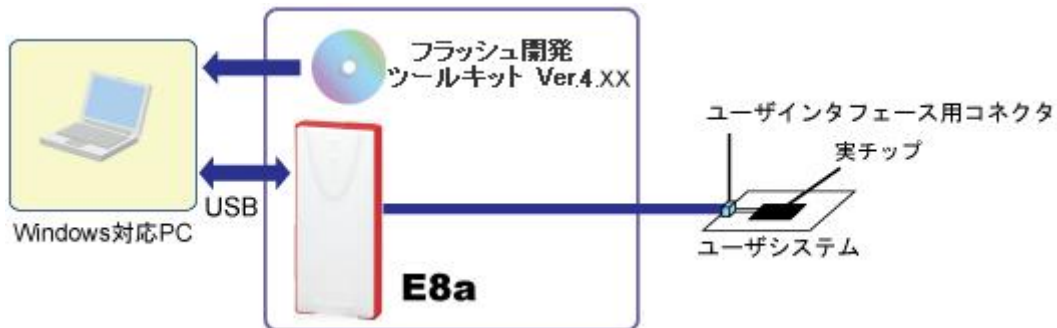 フラッシュ開発
ツールキット Ver.4.XX
ユーザインタフェース用コネクタ
実チップ
USB
Windows対応PC
ユーザシステム
E8a